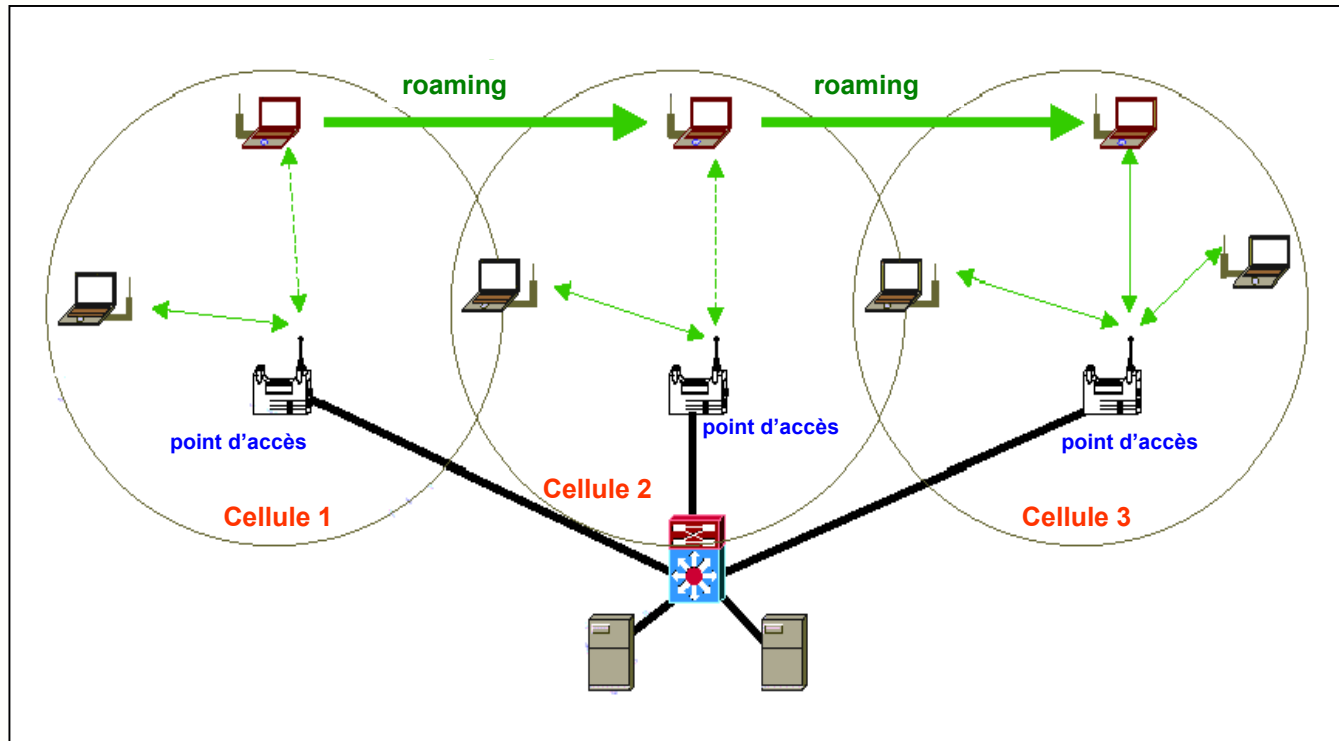 roaming
roaming
point d’accès
point d’accès
point d’accès
Cellule 1
Cellule 2
Cellule 3